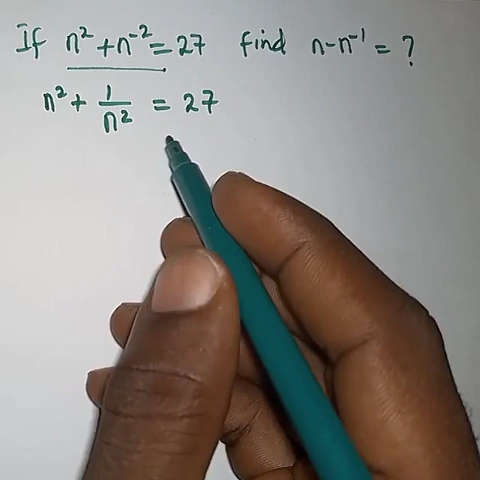 If n² + n⁻² = 27 find n-n⁻¹ = ?
n² + 1/n² = 27